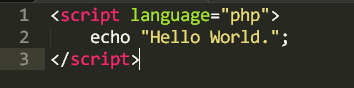 1 <script language="php">
2     echo "Hello World.";
3 </script>